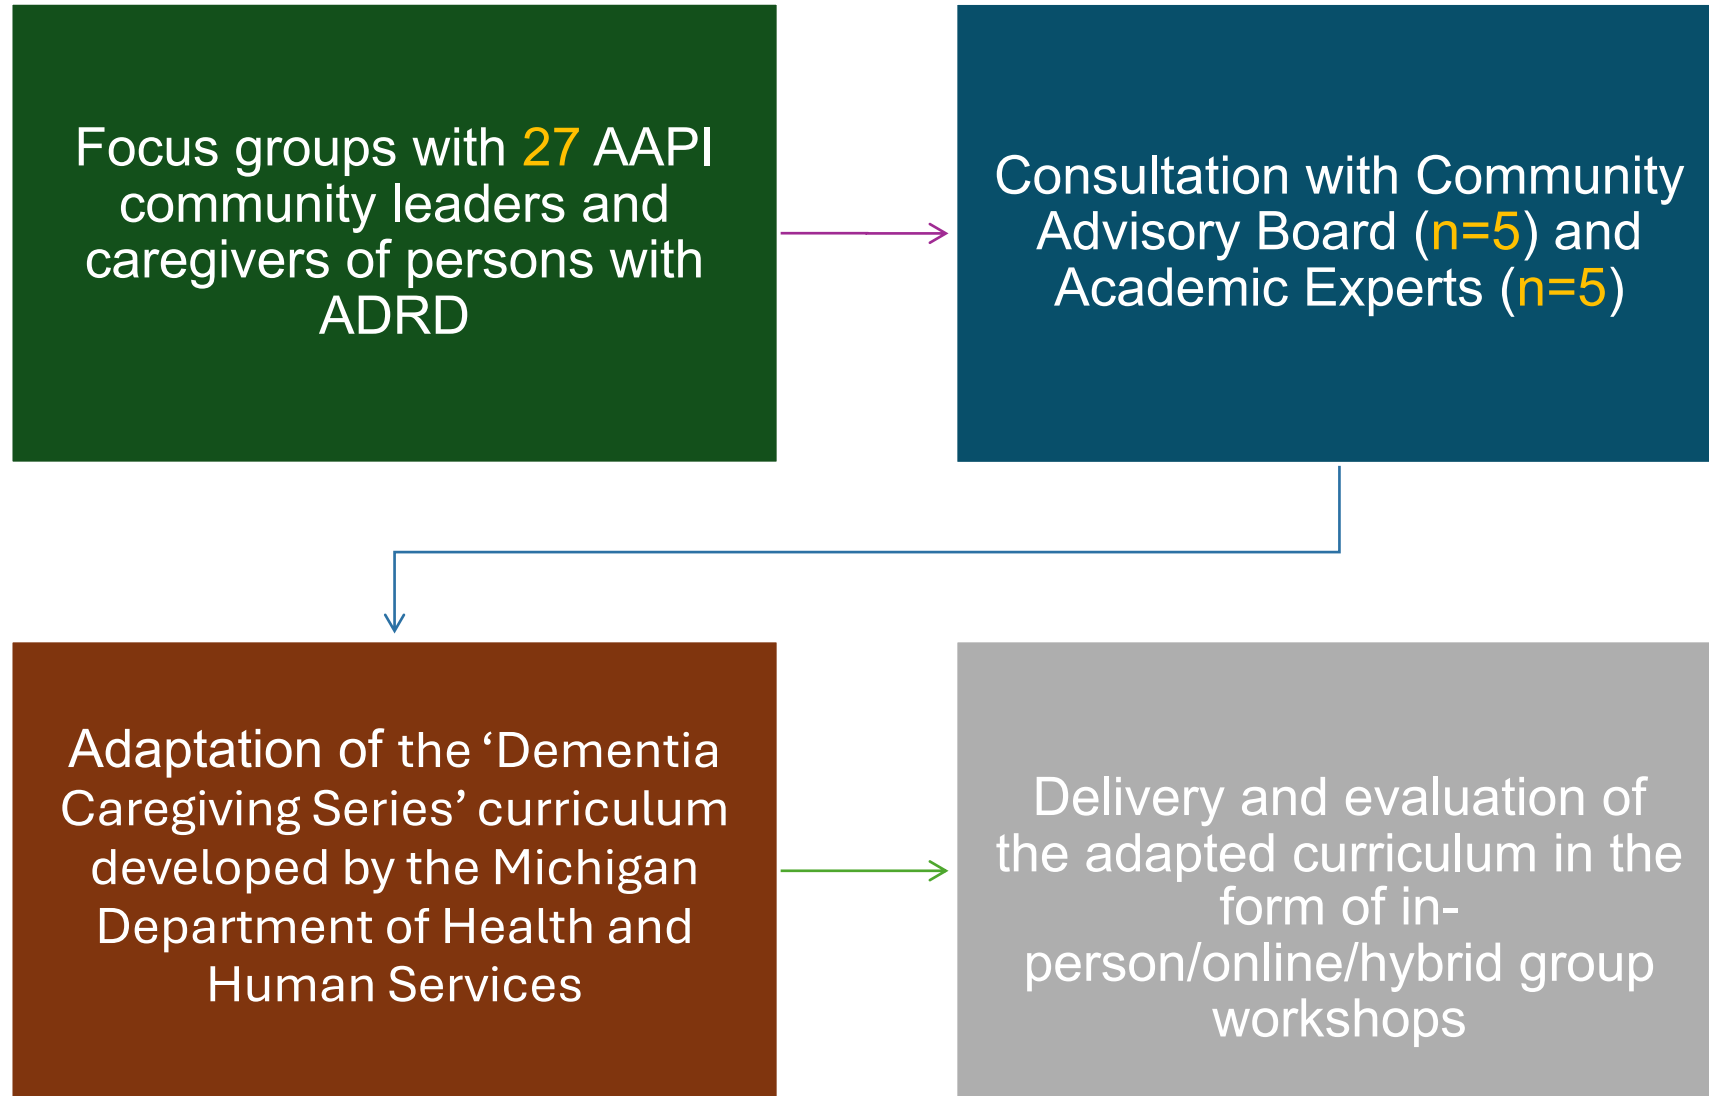 Focus groups with 27 AAPI
community leaders and
caregivers of persons with
ADRD
Consultation with Community
Advisory Board (n=5) and
Academic Experts (n=5)
Adaptation of the ‘Dementia
Caregiving Series’ curriculum
developed by the Michigan
Department of Health and
Human Services
Delivery and evaluation of
the adapted curriculum in the
form of in-
person/online/hybrid group
workshops